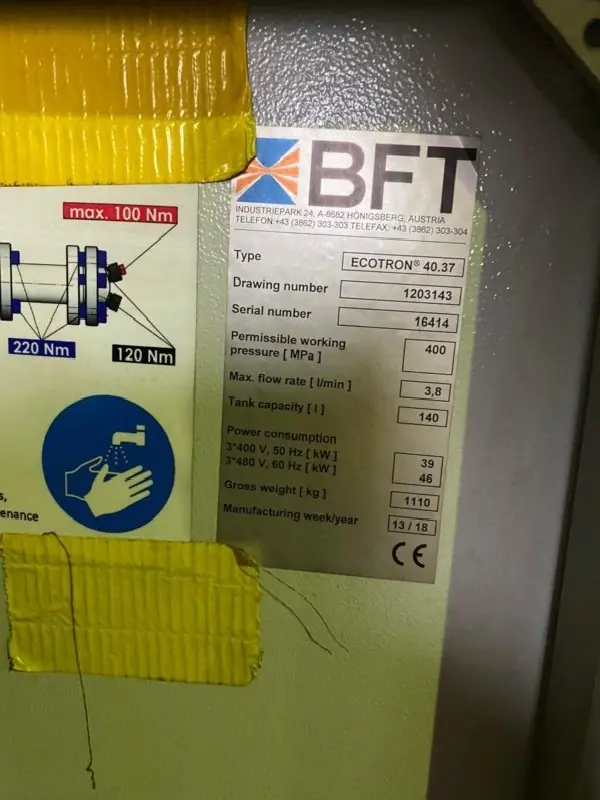 BFT
INDUSTRIEPARK 24, A-8682 HÖNIGSBERG, AUSTRIA
TELEFON:+43 (3862) 303-303 TELEFAX. +43 (3862) 303-304
Type ECOTRON® 40.37
Drawing number 1203143
Serial number 16414
Permissible working
pressure [ MPa ] 400
Max. flow rate [ l/min ] 3,8
Tank capacity [ l ] 140
Power consumption
3*400 V, 50 Hz [ kW ] 39
3*480 V, 60 Hz [ kW ] 46
Gross weight [ kg ] 1110
Manufacturing week/year 13 / 18
CE
max. 100 Nm
220 Nm
120 Nm